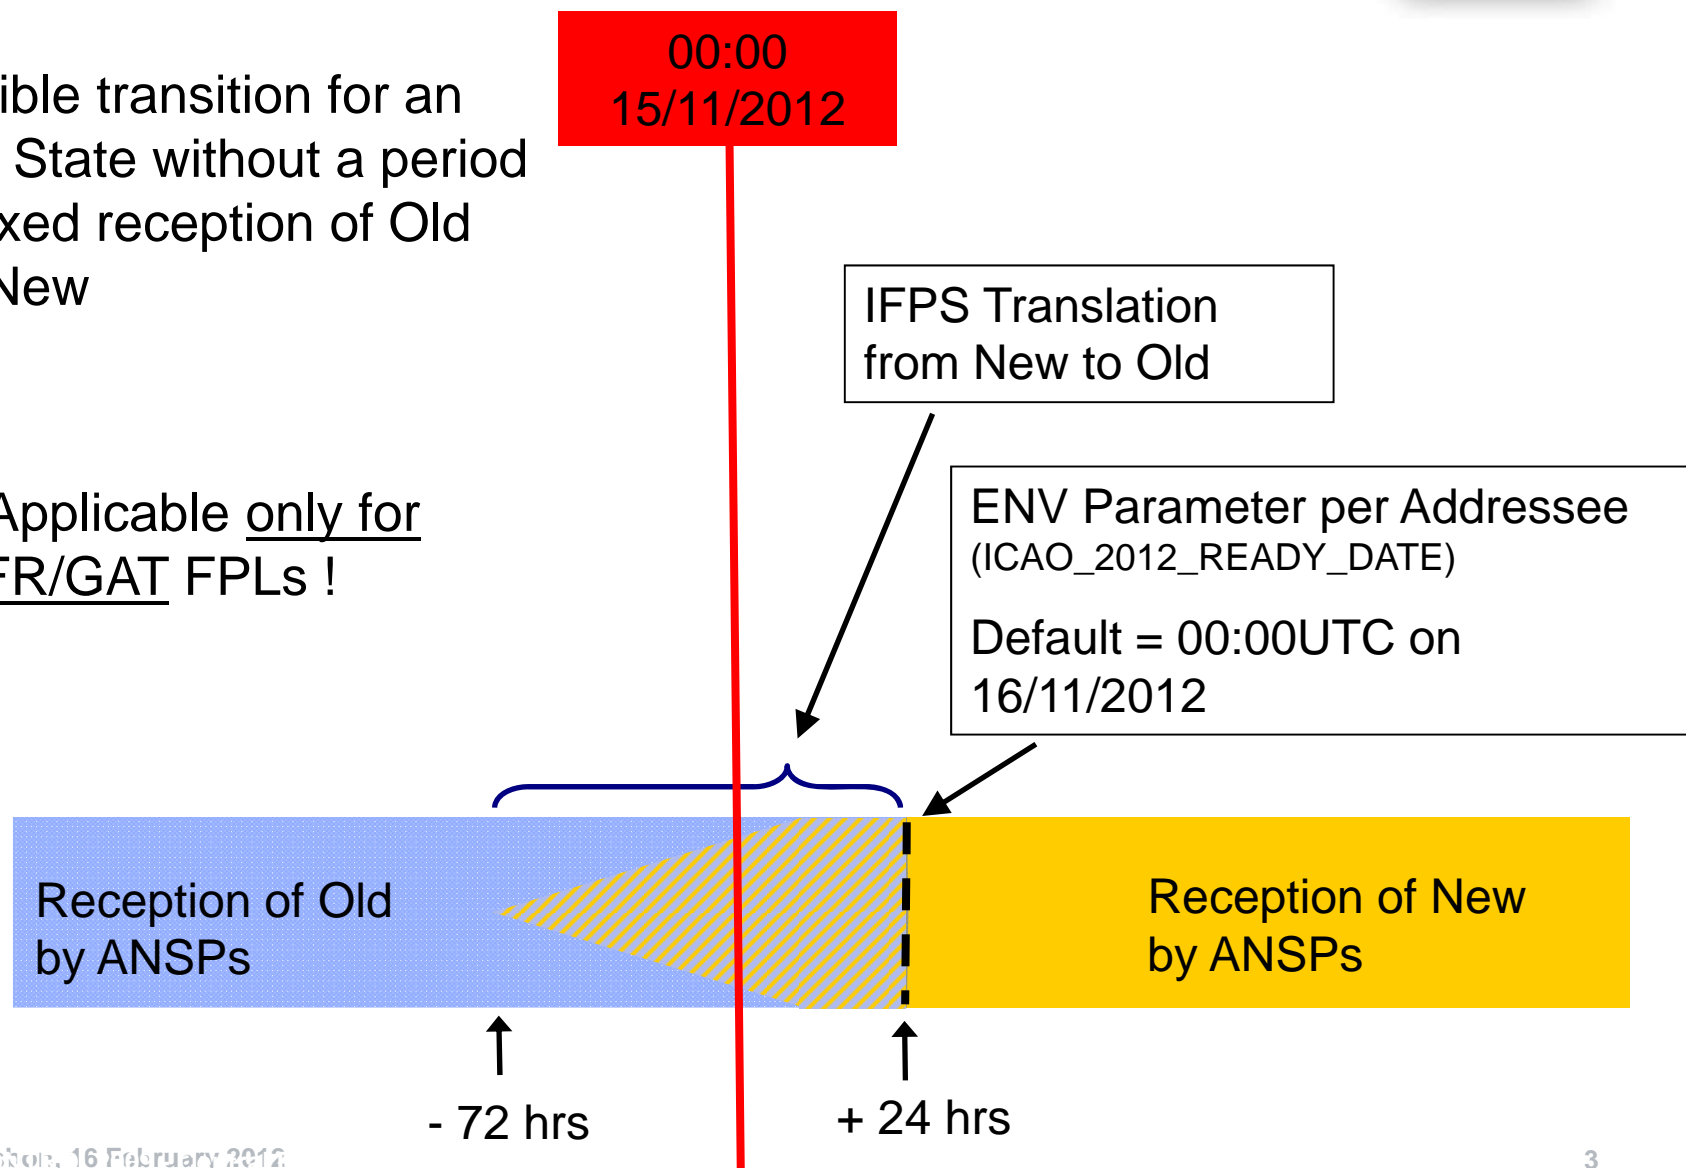 00:00
15/11/2012
ible transition for an
State without a period
xed reception of Old
New
IFPS Translation
from New to Old
Applicable only for
FR/GAT FPLs !
ENV Parameter per Addressee
(ICAO_2012_READY_DATE)
Default = 00:00UTC on
16/11/2012
Reception of Old
by ANSPs
Reception of New
by ANSPs
- 72 hrs
+ 24 hrs
16 February 2012
3